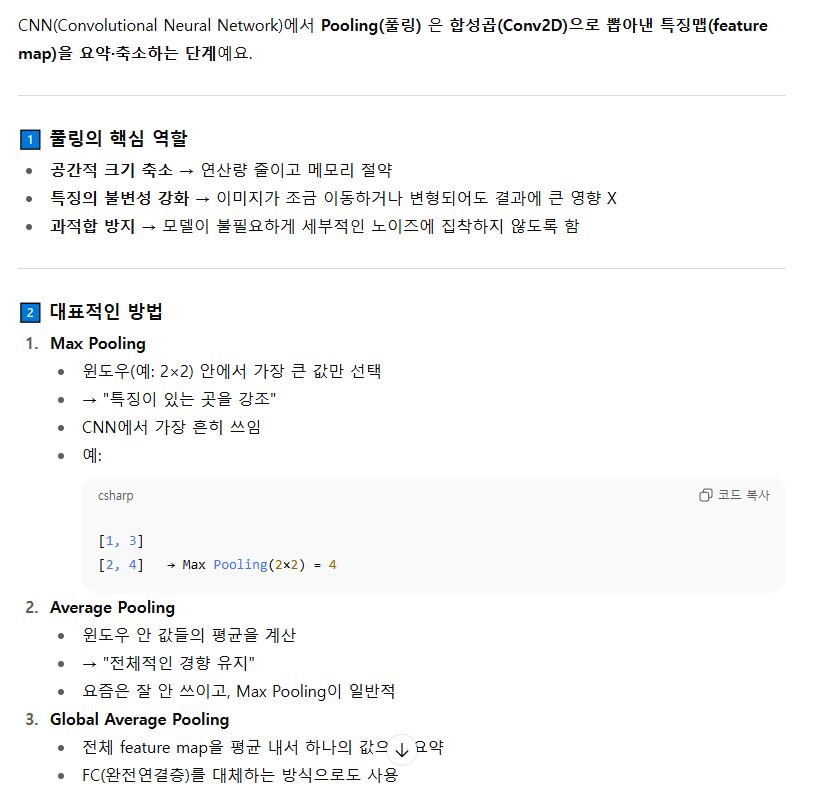 CNN(Convolutional Neural Network)에서 Pooling(풀링) 은 합성곱(Conv2D)으로 뽑아낸 특징맵(feature
map)을 요약·축소하는 단계예요.
1 풀링의 핵심 역할
• 공간적 크기 축소 → 연산량 줄이고 메모리 절약
• 특징의 불변성 강화 → 이미지가 조금 이동하거나 변형되어도 결과에 큰 영향 X
• 과적합 방지 → 모델이 불필요하게 세부적인 노이즈에 집착하지 않도록 함
2 대표적인 방법
1. Max Pooling
• 윈도우(예: 2×2) 안에서 가장 큰 값만 선택
• → "특징이 있는 곳을 강조"
• CNN에서 가장 흔히 쓰임
• 예:
csharp 코드 복사
[1, 3]
[2, 4] → Max Pooling(2×2) = 4
2. Average Pooling
• 윈도우 안 값들의 평균을 계산
• → "전체적인 경향 유지"
• 요즘은 잘 안 쓰이고, Max Pooling이 일반적
3. Global Average Pooling
• 전체 feature map을 평균 내서 하나의 값으 요약
• FC(완전연결층)를 대체하는 방식으로도 사용